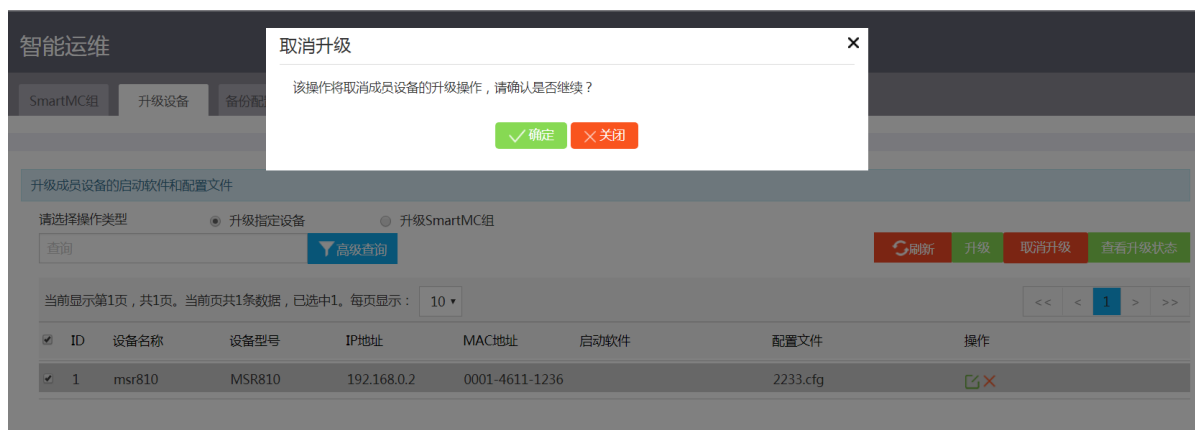 智能运维
取消升级
该操作将取消成员设备的升级操作，请确认是否继续？
确定 关闭
SmartMC组 升级设备 备份配
升级成员设备的启动软件和配置文件
请选择操作类型 升级指定设备 升级SmartMC组
查询 高级查询 刷新 升级 取消升级 查看升级状态
当前显示第1页，共1页。当前页共1条数据，已选中1。每页显示： 10 << < 1 > >>
ID 设备名称 设备型号 IP地址 MAC地址 启动软件 配置文件 操作
1 msr810 MSR810 192.168.0.2 0001-4611-1236 2233.cfg